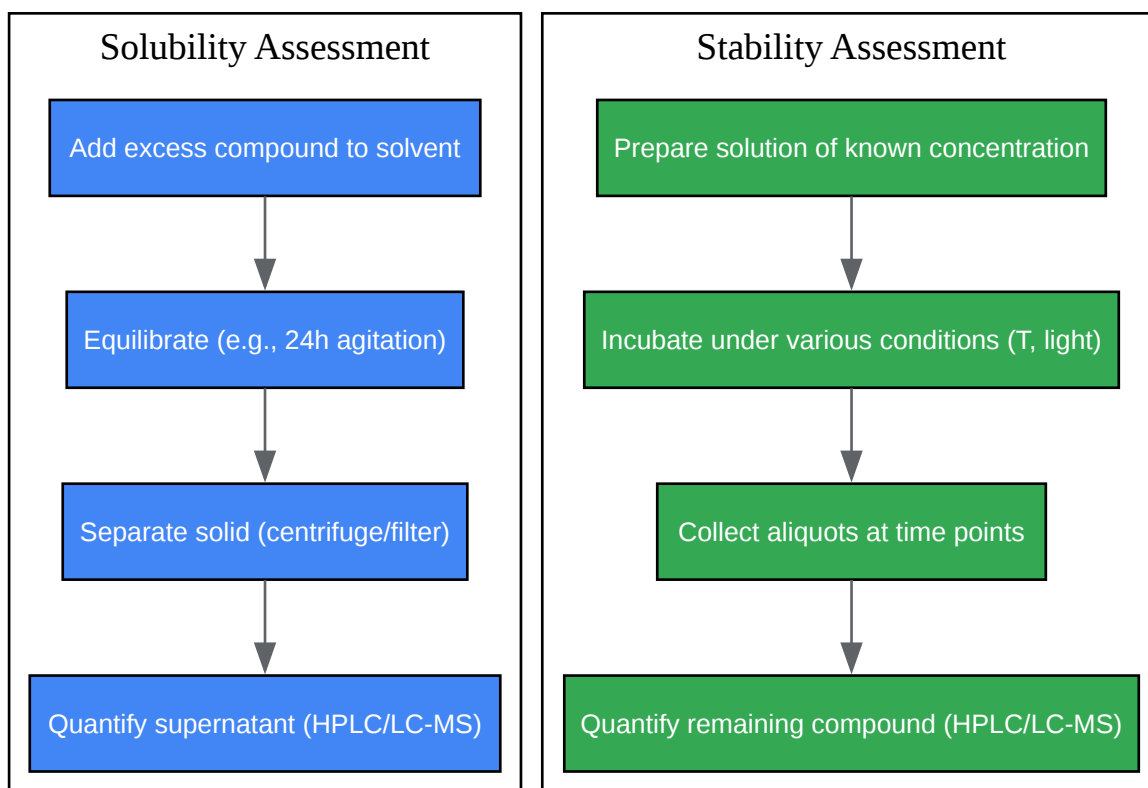 Solubility Assessment
Add excess compound to solvent
Equilibrate (e.g., 24h agitation)
Separate solid (centrifuge/filter)
Quantify supernatant (HPLC/LC-MS)
Stability Assessment
Prepare solution of known concentration
Incubate under various conditions (T, light)
Collect aliquots at time points
Quantify remaining compound (HPLC/LC-MS)